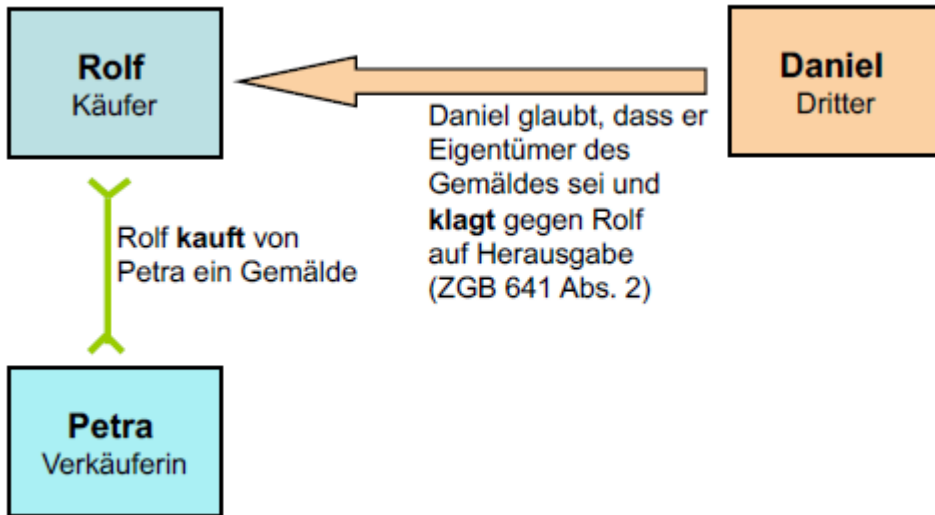 Rolf
Käufer
Daniel
Dritter
Daniel glaubt, dass er
Eigentümer des
Gemäldes sei und
klagt gegen Rolf
auf Herausgabe
(ZGB 641 Abs. 2)
Rolf kauft von
Petra ein Gemälde
Petra
Verkäuferin